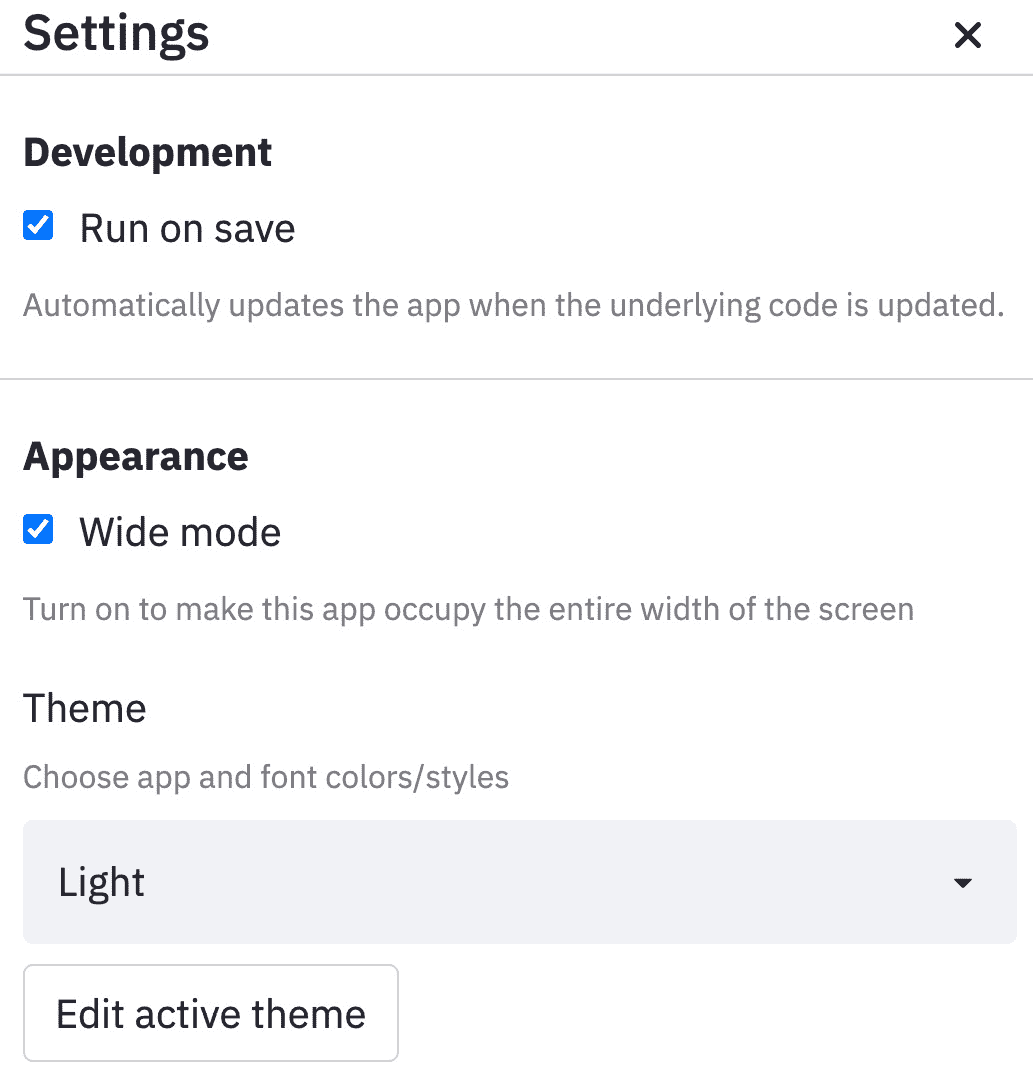 Settings
Development
Run on save
Automatically updates the app when the underlying code is updated.
Appearance
Wide mode
Turn on to make this app occupy the entire width of the screen
Theme
Choose app and font colors/styles
Light
Edit active theme